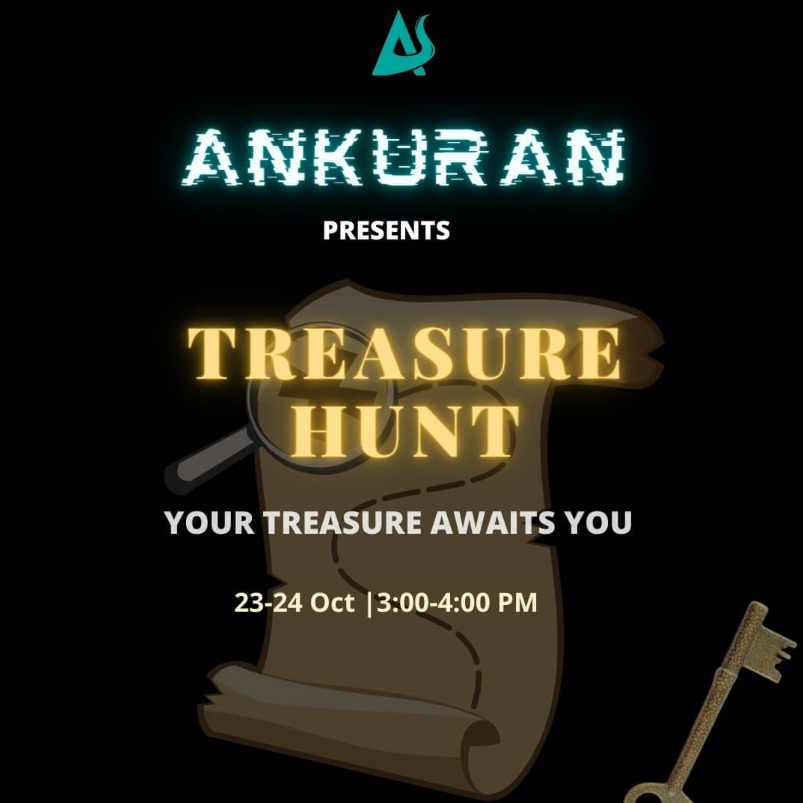 ANKURAN
PRESENTS
TREASURE
HUNT
YOUR TREASURE AWAITS YOU
23-24 Oct |3:00-4:00 PM